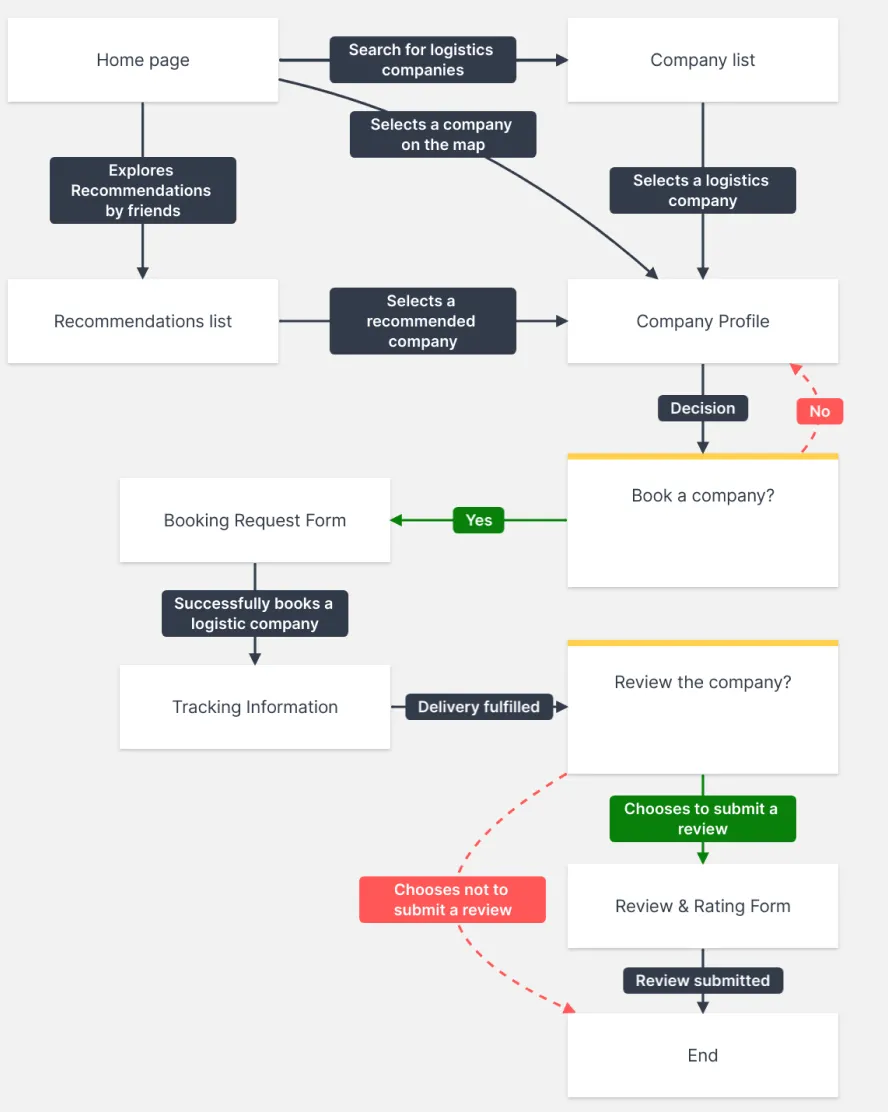 Home page
Search for logistics
companies
Company list
Selects a company
on the map
Explores
Recommendations
by friends
Selects a logistics
company
Recommendations list
Selects a
recommended
company
Company Profile
Decision
No
Book a company?
Yes
Booking Request Form
Successfully books a
logistic company
Tracking Information
Delivery fulfilled
Review the company?
Chooses to submit a
review
Chooses not to
submit a review
Review & Rating Form
Review submitted
End